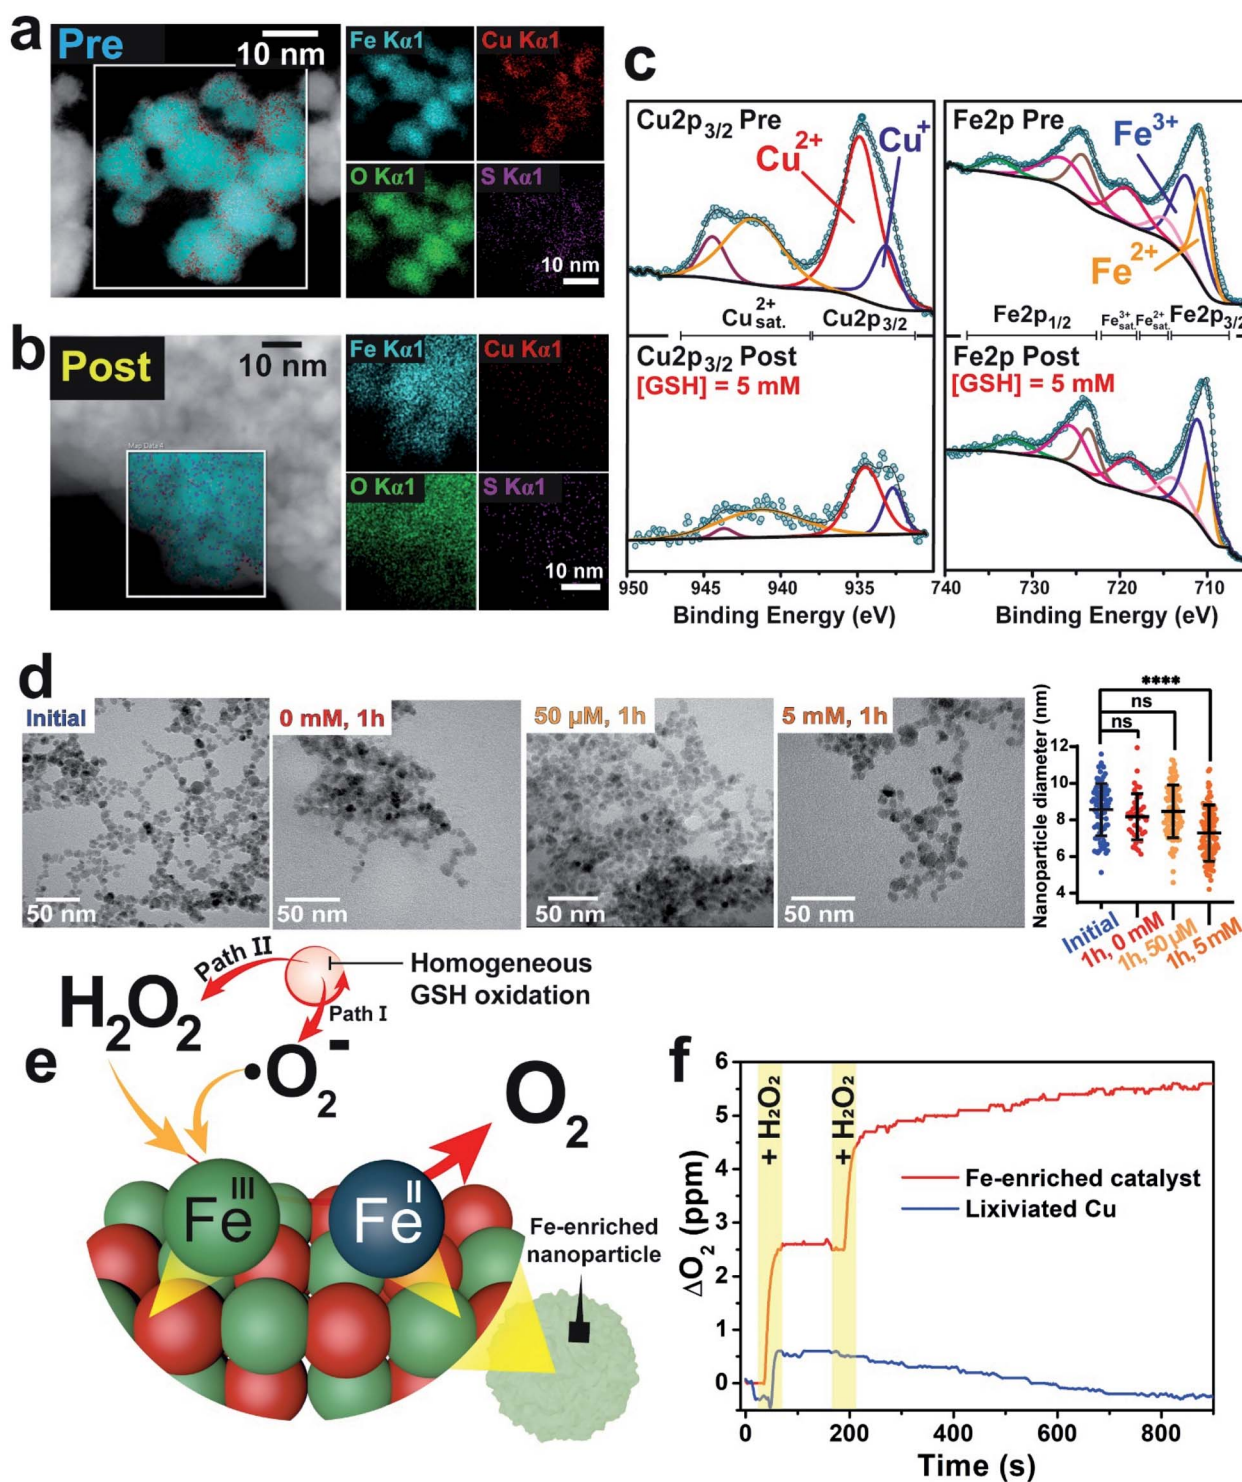 a
Pre
10 nm
Fe Kα1
Cu Kα1
O Kα1
S Kα1
10 nm
b
Post
10 nm
Map Data 4
Fe Kα1
Cu Kα1
O Kα1
S Kα1
10 nm
c
Cu2p3/2 Pre
Cu2+
Cu+
Cu2+sat.
Cu2p3/2
Cu2p3/2 Post
[GSH] = 5 mM
950 945 940 935 930
Binding Energy (eV)
Fe2p Pre
Fe3+
Fe2+
Fe2p1/2
Fe3+sat.
Fe2+sat.
Fe2p3/2
Fe2p Post
[GSH] = 5 mM
740 730 720 710
Binding Energy (eV)
d
Initial
50 nm
0 mM, 1h
50 nm
50 µM, 1h
50 nm
5 mM, 1h
50 nm
Nanoparticle diameter (nm)
****
ns
ns
12
10
8
6
4
Initial
1h, 0 mM
1h, 50 µM
1h, 5 mM
e
Path II
Homogeneous
GSH oxidation
Path I
H2O2
•O2-
O2
FeIII
FeII
Fe-enriched
nanoparticle
f
+ H2O2
+ H2O2
Fe-enriched catalyst
Lixiviated Cu
ΔO2 (ppm)
6
5
4
3
2
1
0
0 200 400 600 800
Time (s)